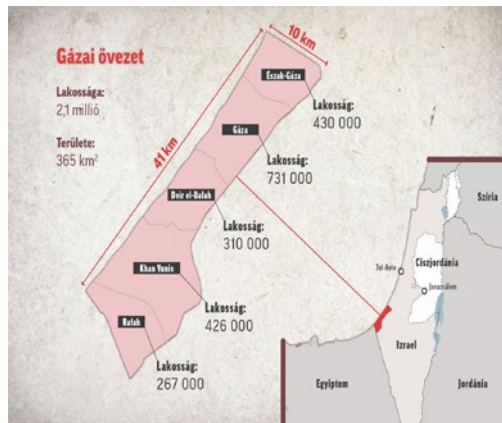 Gázai övezet
Lakossága:
2,1 millió
Területe:
365 km²
10 km
41 km
Észak-Gáza
Lakosság:
430 000
Gáza
Lakosság:
731 000
Deir el-Balah
Lakosság:
310 000
Khan Yunis
Lakosság:
426 000
Rafah
Lakosság:
267 000
Szíria
Ciszjordánia
Tel-Aviv
Jeruzsálem
Izrael
Egyiptom
Jordánia